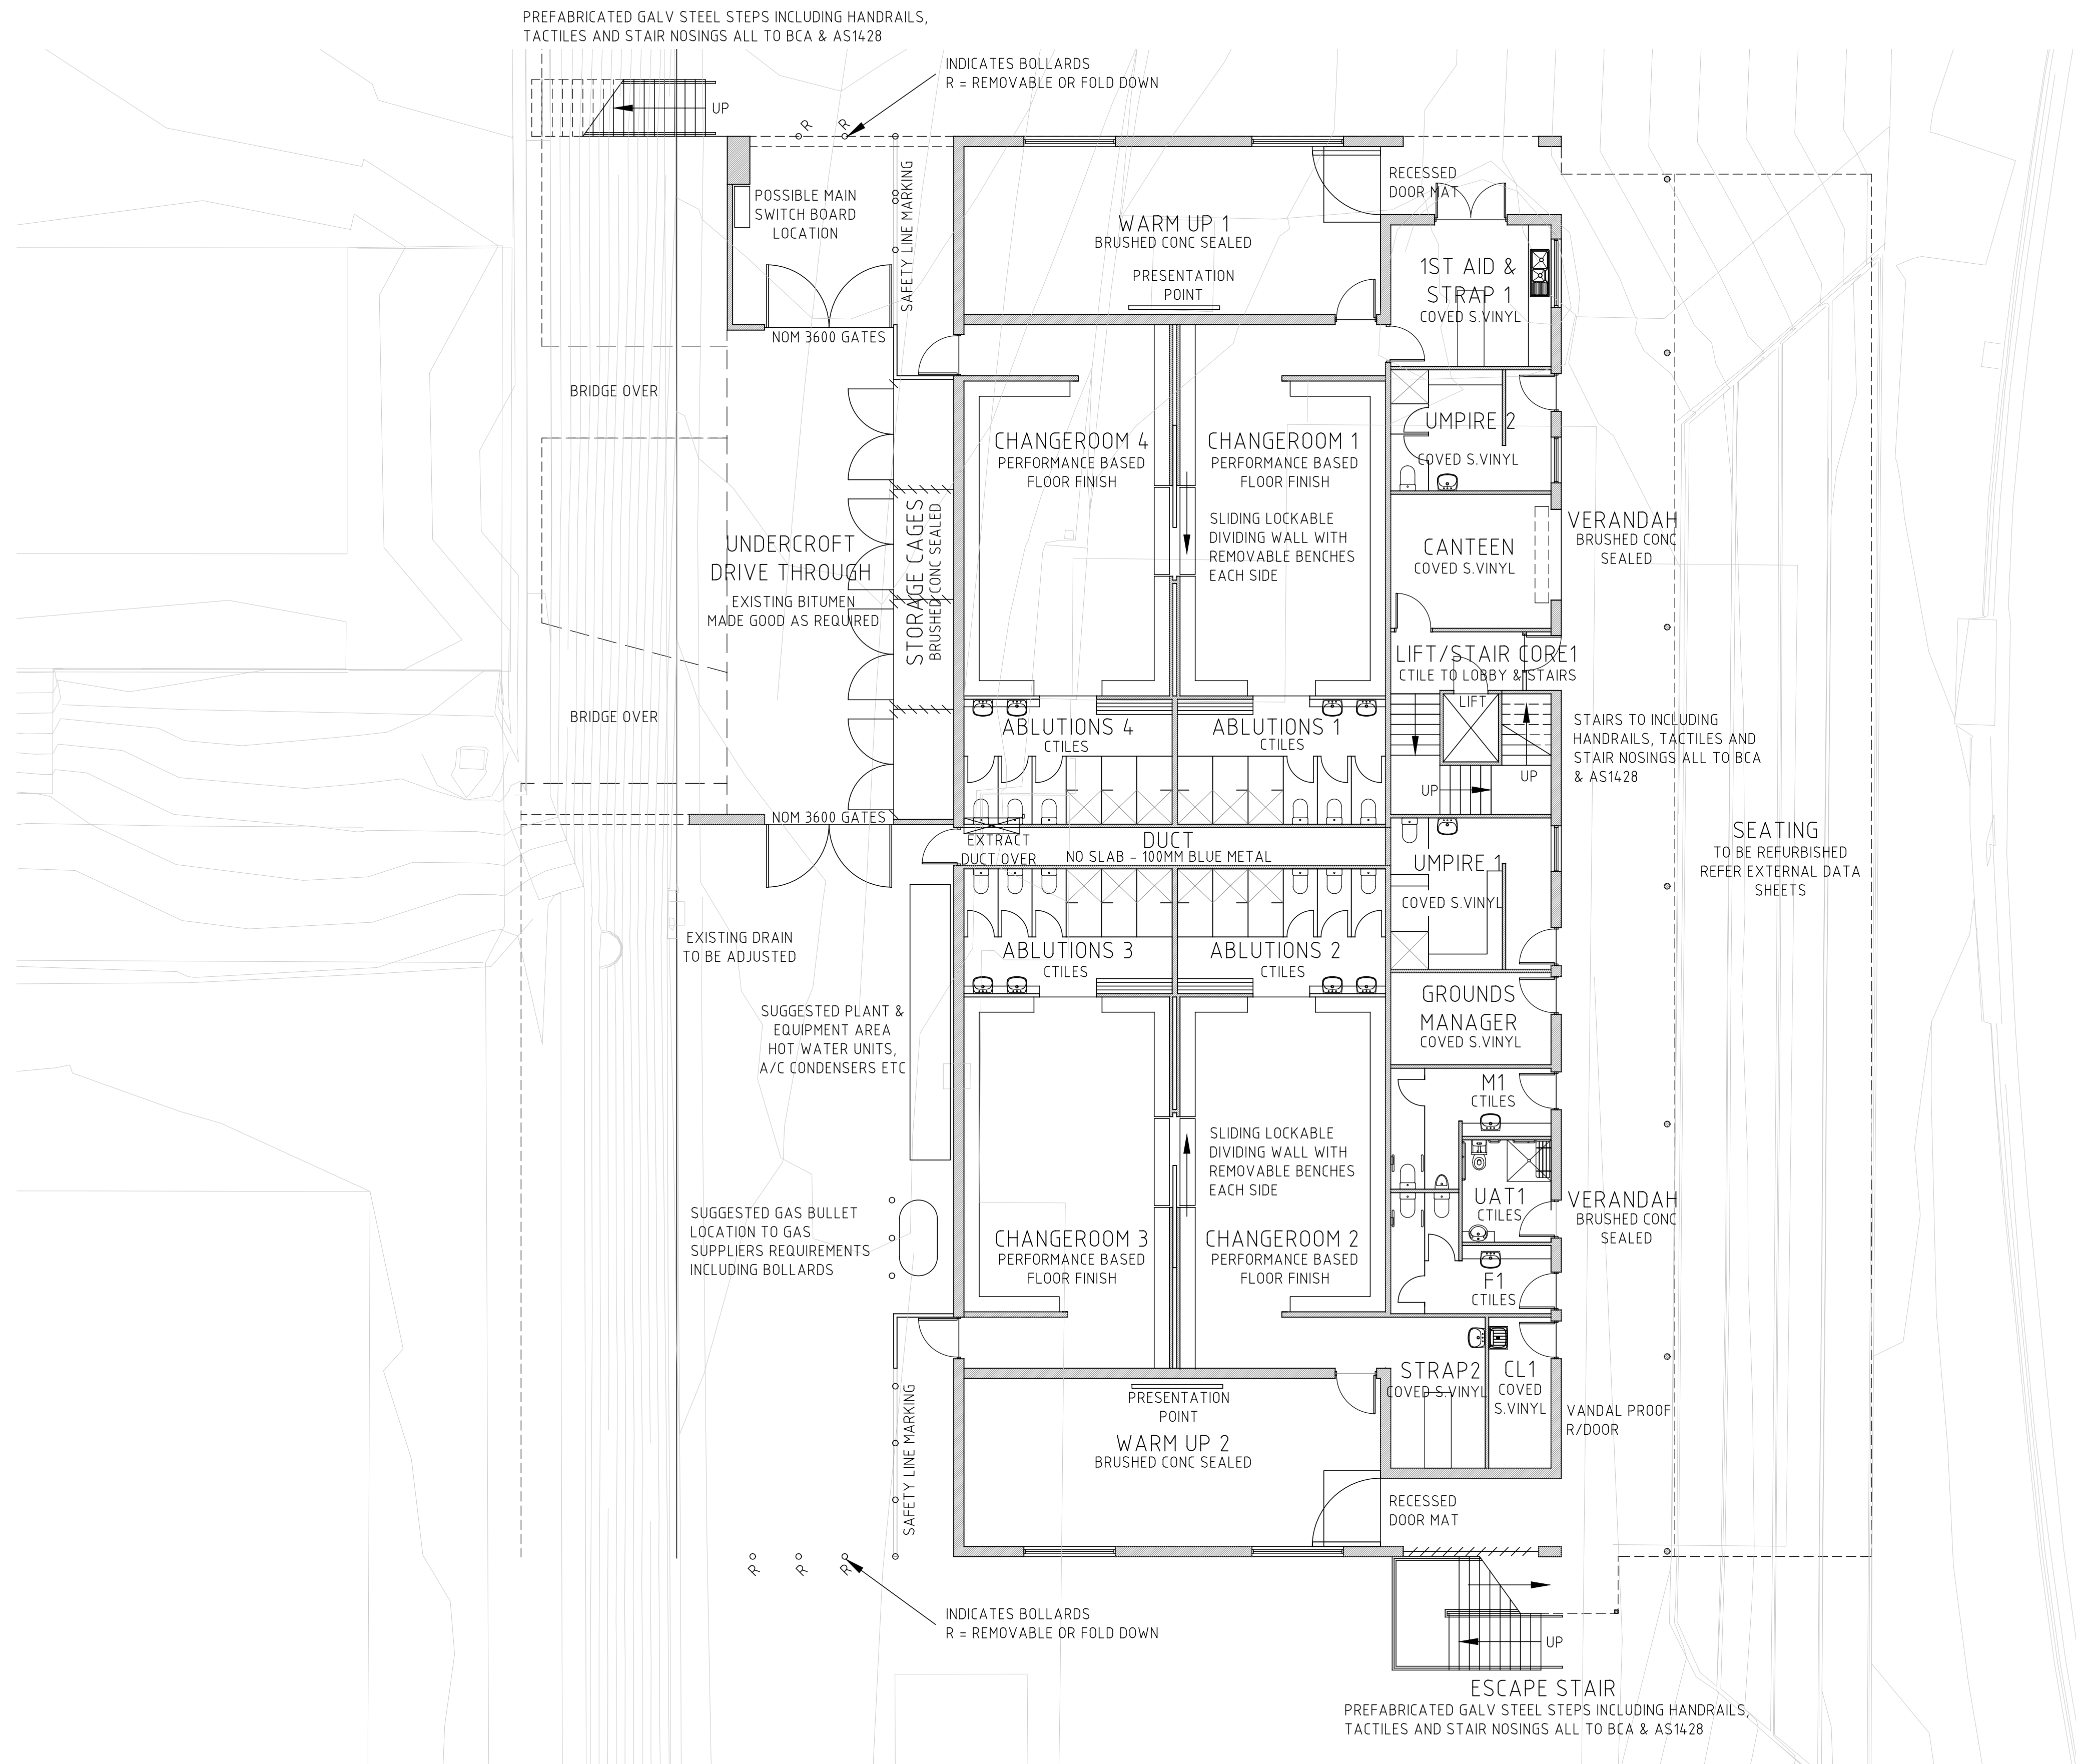 PREFABRICATED GALV STEEL STEPS INCLUDING HANDRAILS,
TACTILES AND STAIR NOSINGS ALL TO BCA & AS1428
INDICATES BOLLARDS
R = REMOVABLE OR FOLD DOWN
UP
R
R
POSSIBLE MAIN
SWITCH BOARD
LOCATION
SAFETY LINE MARKING
NOM 3600 GATES
WARM UP 1
BRUSHED CONC SEALED
PRESENTATION
POINT
RECESSED
DOOR MAT
1ST AID &
STRAP 1
COVED S.VINYL
BRIDGE OVER
CHANGEROOM 4
PERFORMANCE BASED
FLOOR FINISH
CHANGEROOM 1
PERFORMANCE BASED
FLOOR FINISH
SLIDING LOCKABLE
DIVIDING WALL WITH
REMOVABLE BENCHES
EACH SIDE
UMPIRE 2
COVED S.VINYL
CANTEEN
COVED S.VINYL
VERANDAH
BRUSHED CONC
SEALED
UNDERCROFT
DRIVE THROUGH
EXISTING BITUMEN
MADE GOOD AS REQUIRED
STORAGE CAGES
BRUSHED CONC SEALED
LIFT/STAIR CORE1
CTILE TO LOBBY & STAIRS
LIFT
UP
UP
STAIRS TO INCLUDING
HANDRAILS, TACTILES AND
STAIR NOSINGS ALL TO BCA
& AS1428
BRIDGE OVER
ABLUTIONS 4
CTILES
ABLUTIONS 1
CTILES
NOM 3600 GATES
EXTRACT
DUCT OVER
DUCT
NO SLAB - 100MM BLUE METAL
UMPIRE 1
COVED S.VINYL
SEATING
TO BE REFURBISHED
REFER EXTERNAL DATA
SHEETS
EXISTING DRAIN
TO BE ADJUSTED
ABLUTIONS 3
CTILES
ABLUTIONS 2
CTILES
GROUNDS
MANAGER
COVED S.VINYL
SUGGESTED PLANT &
EQUIPMENT AREA
HOT WATER UNITS,
A/C CONDENSERS ETC
M1
CTILES
SLIDING LOCKABLE
DIVIDING WALL WITH
REMOVABLE BENCHES
EACH SIDE
UAT1
CTILES
VERANDAH
BRUSHED CONC
SEALED
SUGGESTED GAS BULLET
LOCATION TO GAS
SUPPLIERS REQUIREMENTS
INCLUDING BOLLARDS
CHANGEROOM 3
PERFORMANCE BASED
FLOOR FINISH
CHANGEROOM 2
PERFORMANCE BASED
FLOOR FINISH
F1
CTILES
STRAP2
COVED S.VINYL
CL1
COVED
S.VINYL
VANDAL PROOF
R/DOOR
SAFETY LINE MARKING
PRESENTATION
POINT
WARM UP 2
BRUSHED CONC SEALED
RECESSED
DOOR MAT
R
R
R
INDICATES BOLLARDS
R = REMOVABLE OR FOLD DOWN
UP
ESCAPE STAIR
PREFABRICATED GALV STEEL STEPS INCLUDING HANDRAILS,
TACTILES AND STAIR NOSINGS ALL TO BCA & AS1428